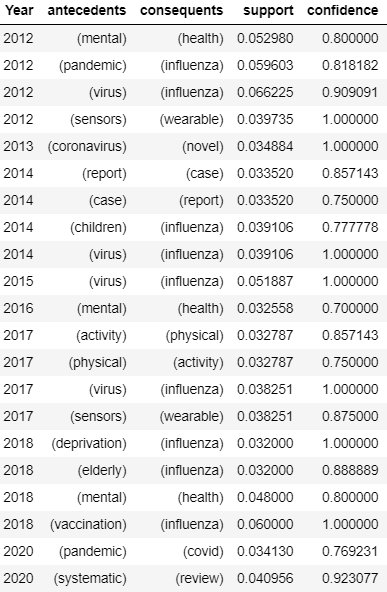 Year antecedents consequents support confidence
2012 (mental) (health) 0.052980 0.800000
2012 (pandemic) (influenza) 0.059603 0.818182
2012 (virus) (influenza) 0.066225 0.909091
2012 (sensors) (wearable) 0.039735 1.000000
2013 (coronavirus) (novel) 0.034884 1.000000
2014 (report) (case) 0.033520 0.857143
2014 (case) (report) 0.033520 0.750000
2014 (children) (influenza) 0.039106 0.777778
2014 (virus) (influenza) 0.039106 1.000000
2015 (virus) (influenza) 0.051887 1.000000
2016 (mental) (health) 0.032558 0.700000
2017 (activity) (physical) 0.032787 0.857143
2017 (physical) (activity) 0.032787 0.750000
2017 (virus) (influenza) 0.038251 1.000000
2017 (sensors) (wearable) 0.038251 0.875000
2018 (deprivation) (influenza) 0.032000 1.000000
2018 (elderly) (influenza) 0.032000 0.888889
2018 (mental) (health) 0.048000 0.800000
2018 (vaccination) (influenza) 0.060000 1.000000
2020 (pandemic) (covid) 0.034130 0.769231
2020 (systematic) (review) 0.040956 0.923077